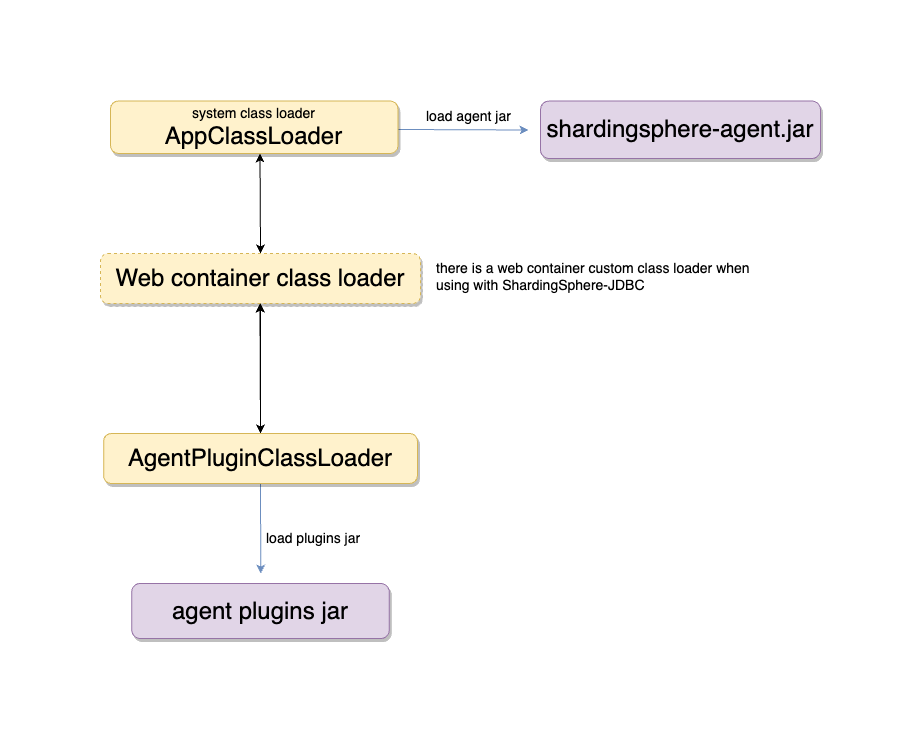 system class loader
AppClassLoader
load agent jar
shardingsphere-agent.jar
Web container class loader
there is a web container custom class loader when
using with ShardingSphere-JDBC
AgentPluginClassLoader
load plugins jar
agent plugins jar